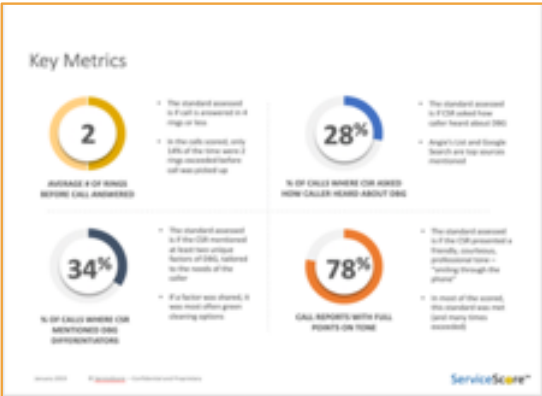 Key Metrics
2
AVERAGE # OF RINGS
BEFORE CALL ANSWERED
• The standard assessed
is if call is answered in 4
rings or less
• In the calls scored, only
14% of the time were 2
rings exceeded before
call was picked up
28%
% OF CALLS WHERE CSR ASKED
HOW CALLER HEARD ABOUT DBG
• The standard assessed
is if CSR asked how
caller heard about DBG
• Angie's List and Google
Search are top sources
mentioned
34%
% OF CALLS WHERE CSR
MENTIONED DBG
DIFFERENTIATORS
• The standard assessed
is if the CSR mentioned
at least two unique
factors of DBG, tailored
to the needs of the
caller
• If a factor was shared, it
was most often green
cleaning options
78%
CALL REPORTS WITH FULL
POINTS ON TONE
• The standard assessed
is if the CSR presented a
friendly, courteous,
professional tone –
"smiling through the
phone"
• In most of the scored,
this standard was met
(and many times
exceeded)
January
© ServiceScore - Confidential and Proprietary
ServiceScore™